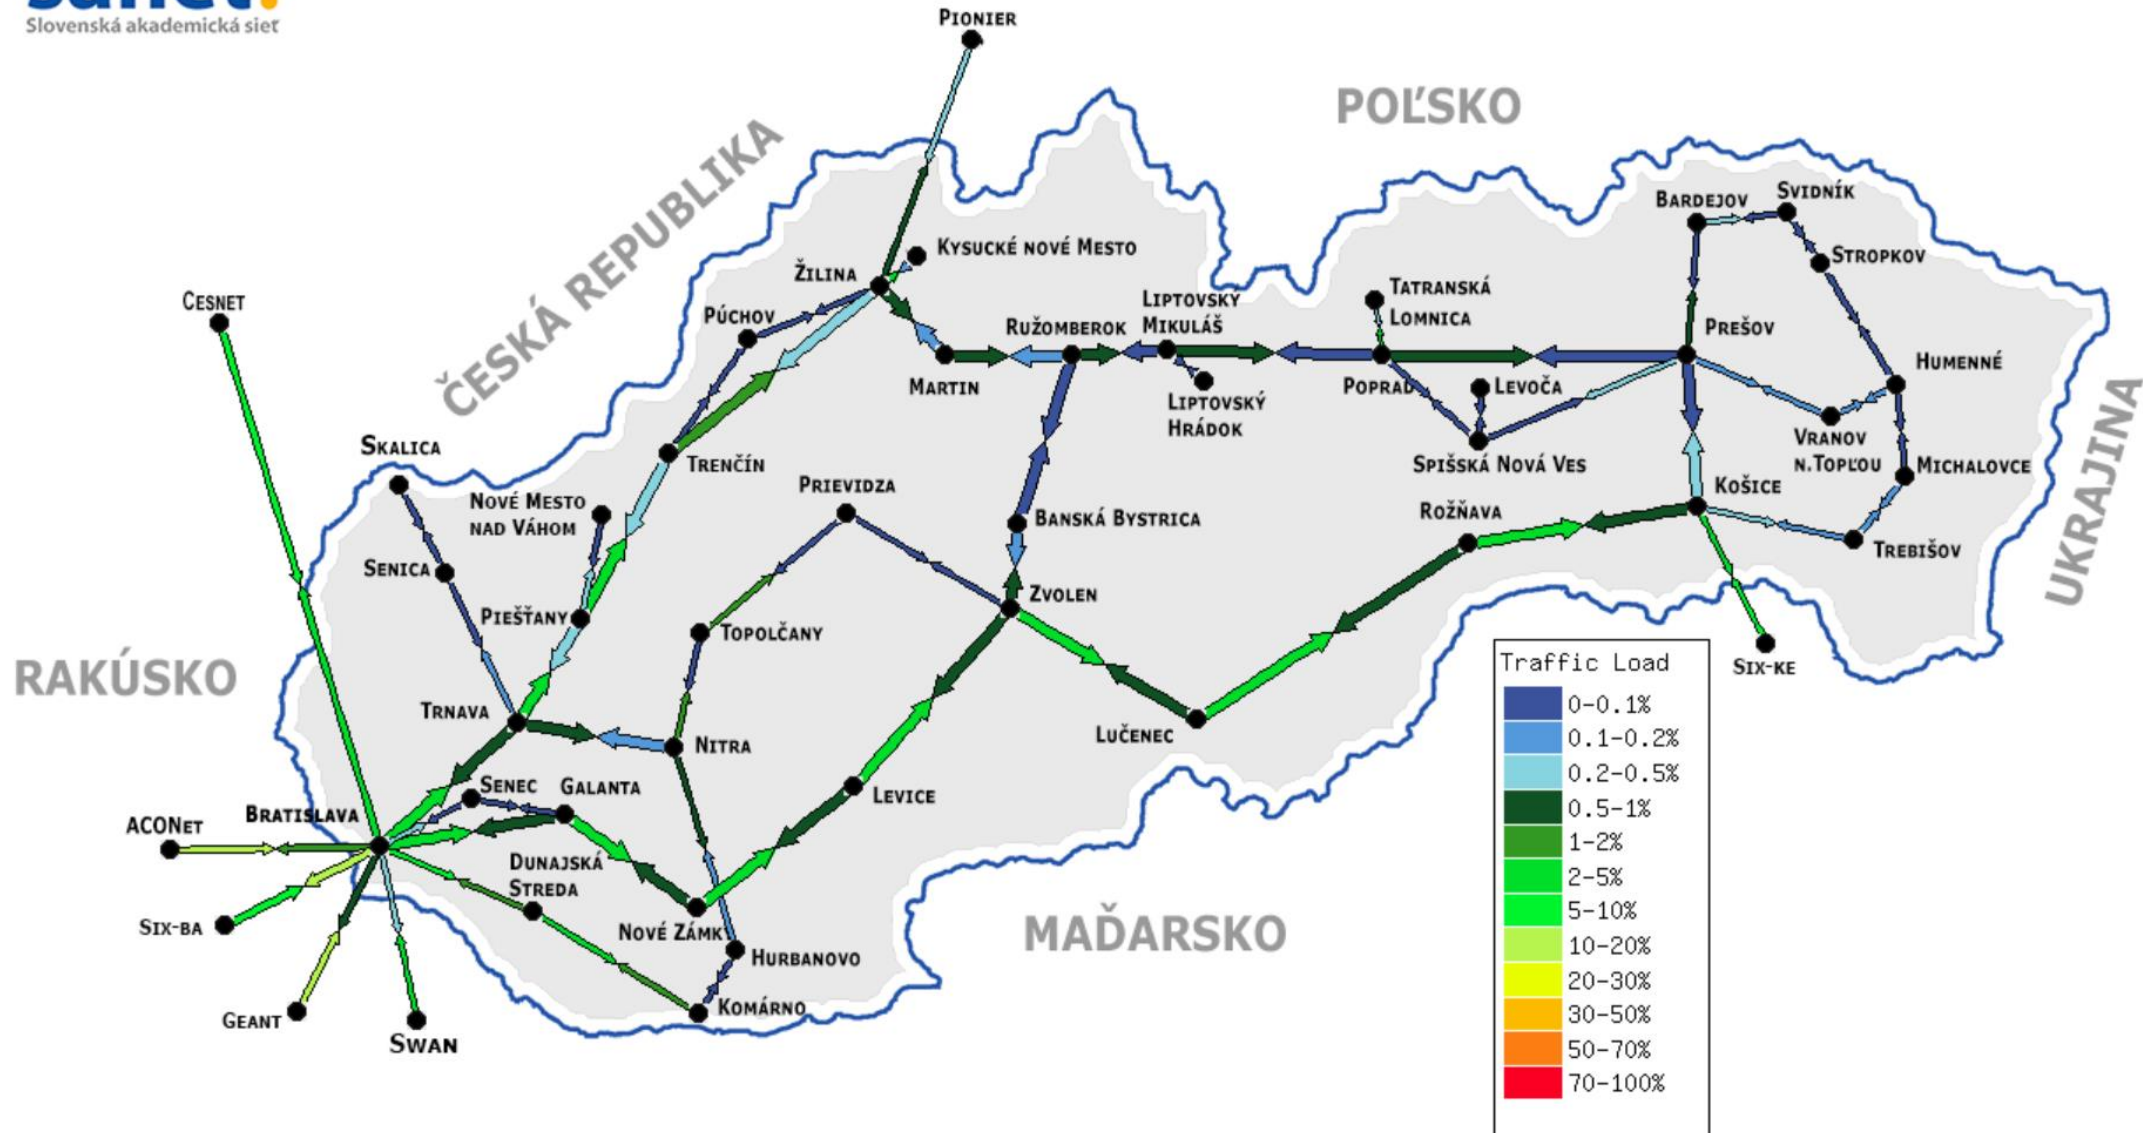 sanet.
Slovenská akademická sieť
PIONIER
POĽSKO
ČESKÁ REPUBLIKA
BARDEJOV
SVIDNÍK
STROPKOV
KYSUCKÉ NOVÉ MESTO
ŽILINA
CESNET
PÚCHOV
RUŽOMBEROK
LIPTOVSKÝ
MIKULÁŠ
TATRANSKÁ
LOMNICA
PREŠOV
HUMENNÉ
MARTIN
LIPTOVSKÝ
HRÁDOK
POPRAD
LEVOČA
UKRAJINA
SKALICA
TRENČÍN
SPIŠSKÁ NOVÁ VES
VRANOV
N.TOPĽOU
MICHALOVCE
NOVÉ MESTO
NAD VÁHOM
PRIEVIDZA
BANSKÁ BYSTRICA
ROŽŇAVA
KOŠICE
TREBIŠOV
SENICA
PIEŠŤANY
TOPOLČANY
ZVOLEN
RAKÚSKO
SIX-KE
TRNAVA
NITRA
LUČENEC
SENEC
GALANTA
LEVICE
ACONET
BRATISLAVA
DUNAJSKÁ
STREDA
SIX-BA
NOVÉ ZÁMK
HURBANOVO
MAĎARSKO
KOMÁRNO
GEANT
SWAN
Traffic Load
0-0.1%
0.1-0.2%
0.2-0.5%
0.5-1%
1-2%
2-5%
5-10%
10-20%
20-30%
30-50%
50-70%
70-100%